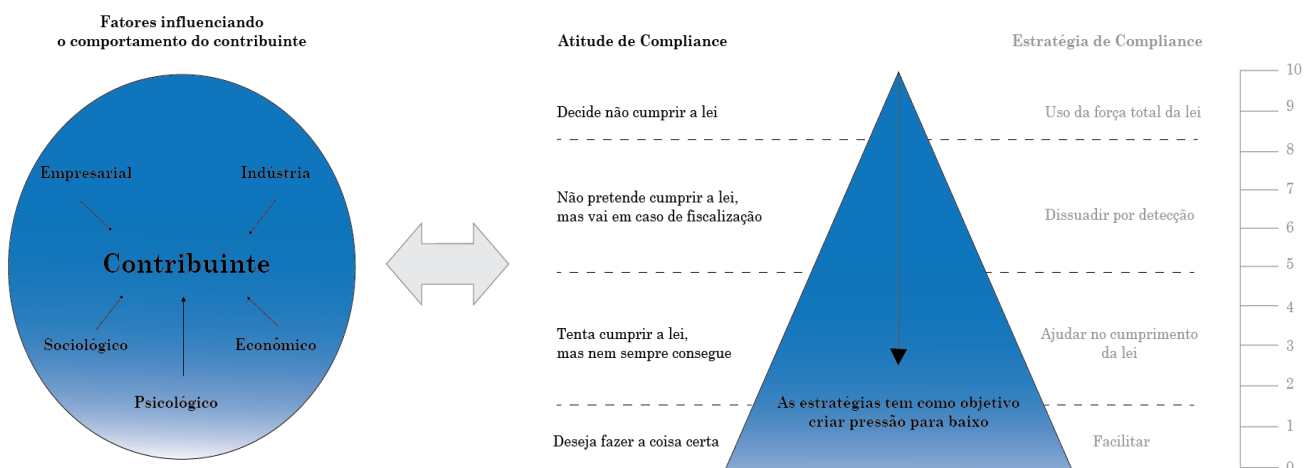 Fatores influenciando
o comportamento do contribuinte
Empresarial
Indústria
Contribuinte
Sociológico
Econômico
Psicológico
Atitude de Compliance
Estratégia de Compliance
Decide não cumprir a lei
Uso da força total da lei
Não pretende cumprir a lei,
mas vai em caso de fiscalização
Dissuadir por detecção
Tenta cumprir a lei,
mas nem sempre consegue
Ajudar no cumprimento
da lei
As estratégias tem como objetivo
criar pressão para baixo
Deseja fazer a coisa certa
Facilitar
10
9
8
7
6
5
4
3
2
1
0